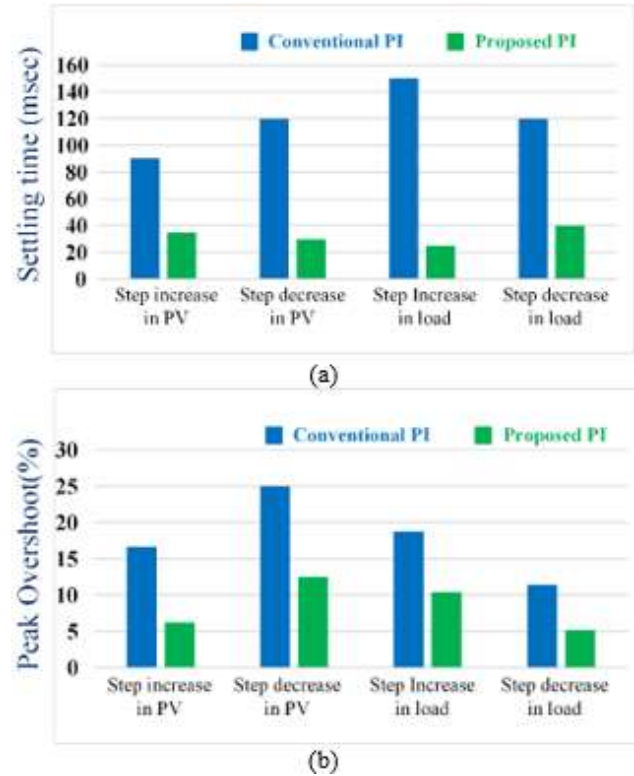 Conventional PI Proposed PI
Settling time (msec)
160
140
120
100
80
60
40
20
0
Step increase Step decrease Step Increase Step decrease
in PV in PV in load in load
(a)
Conventional PI Proposed PI
Peak Overshoot(%)
30
25
20
15
10
5
0
Step increase Step decrease Step Increase Step decrease
in PV in PV in load in load
(b)